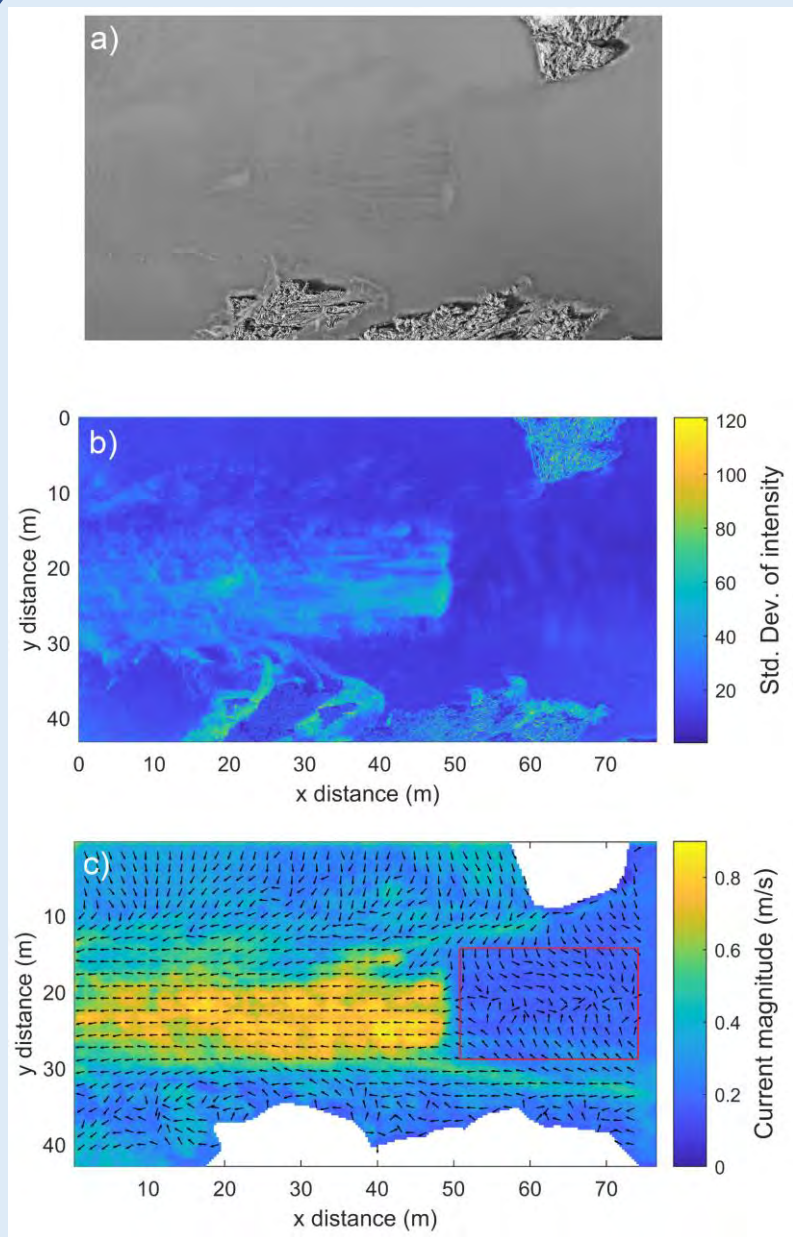 a)
b)
0
10
20
30
40
y distance (m)
0 10 20 30 40 50 60 70
x distance (m)
120
100
80
60
40
20
Std. Dev. of intensity
c)
10
20
30
40
y distance (m)
10 20 30 40 50 60 70
x distance (m)
0.8
0.6
0.4
0.2
0
Current magnitude (m/s)